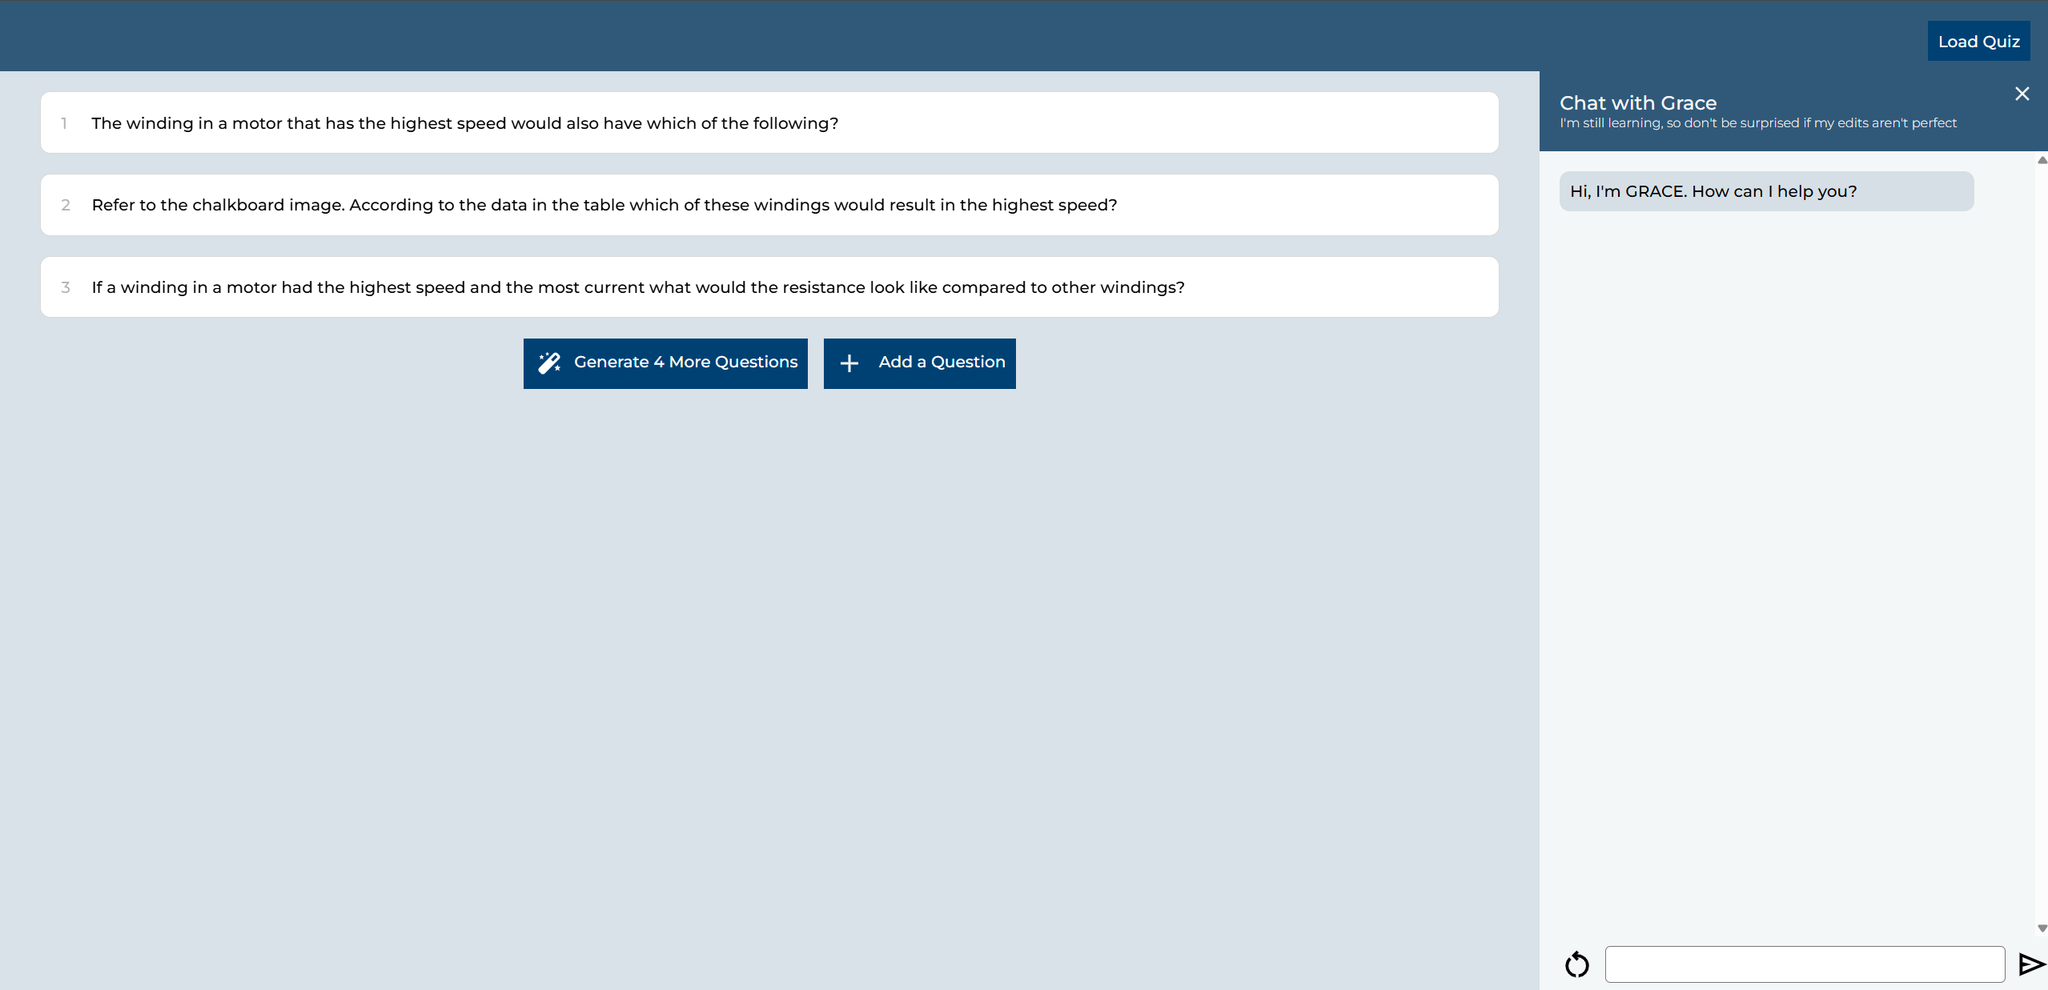 Load Quiz
1 The winding in a motor that has the highest speed would also have which of the following?
2 Refer to the chalkboard image. According to the data in the table which of these windings would result in the highest speed?
3 If a winding in a motor had the highest speed and the most current what would the resistance look like compared to other windings?
Generate 4 More Questions
Add a Question
Chat with Grace
I'm still learning, so don't be surprised if my edits aren't perfect
Hi, I'm GRACE. How can I help you?